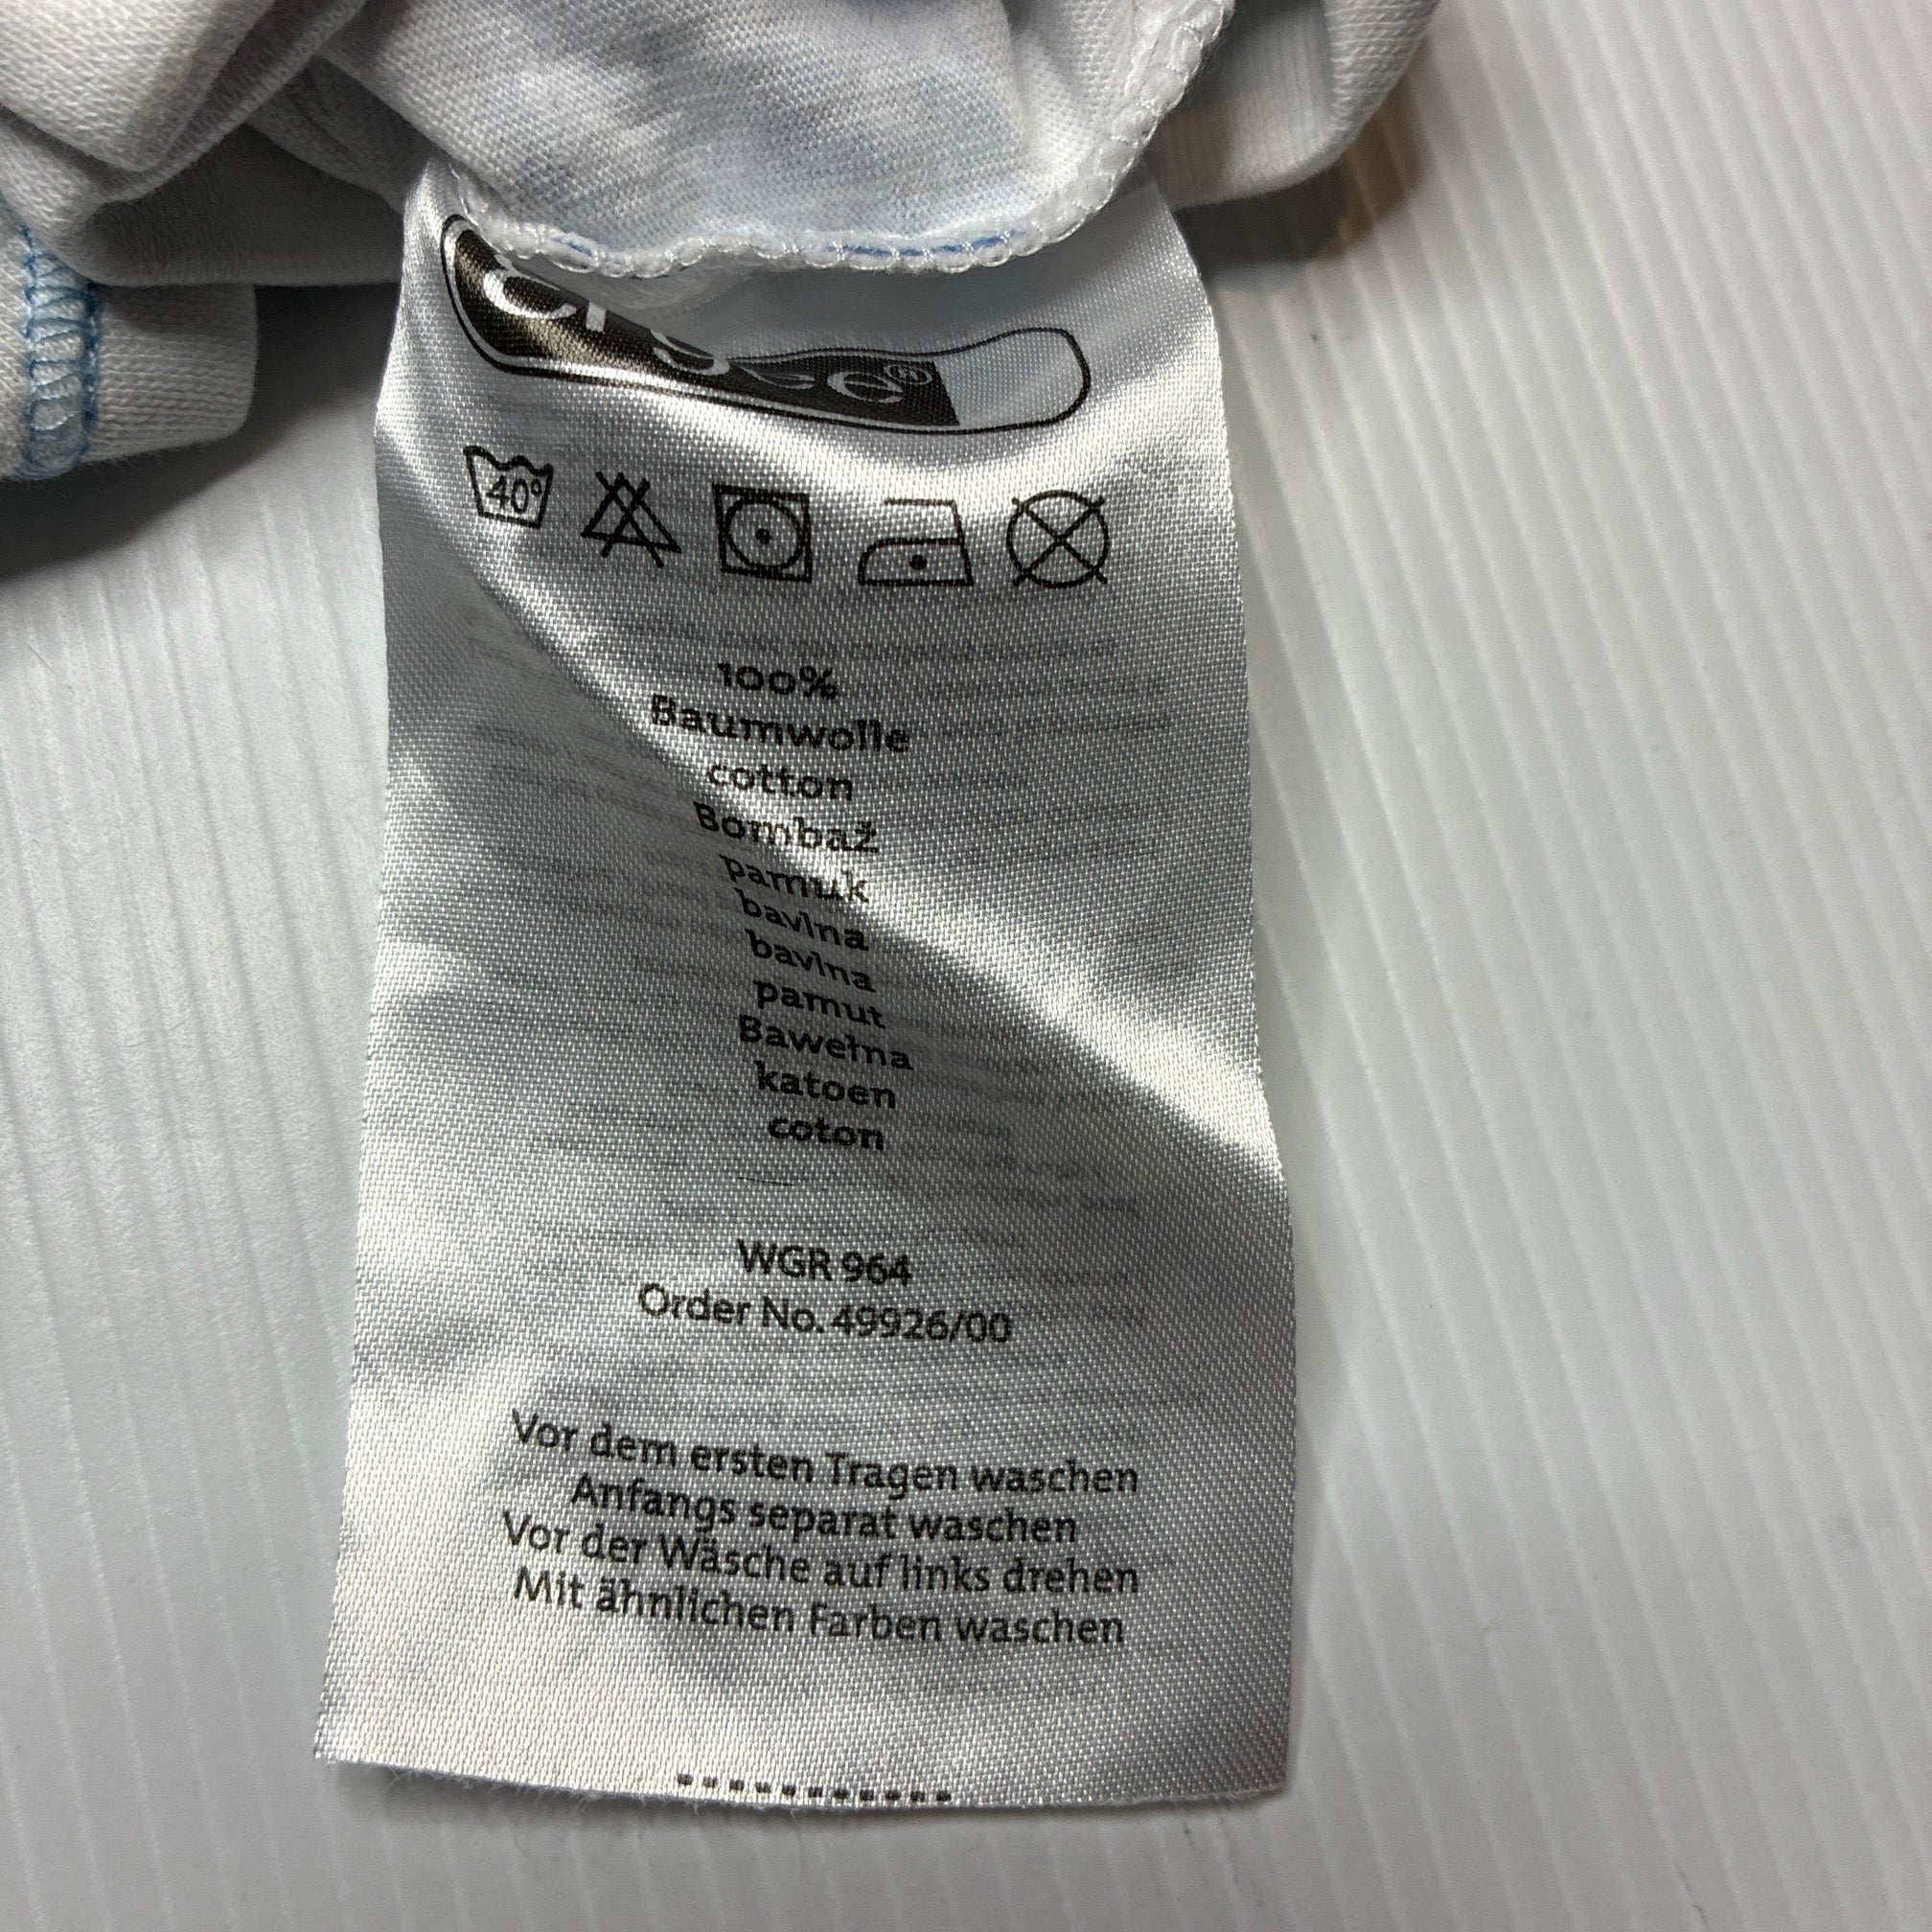 40°
100%
Baumwolle
cotton
Bombaž
pamuk
bavlna
bavlna
pamut
Bawełna
katoen
coton
WGR 964
Order No. 49926/00
Vor dem ersten Tragen waschen
Anfangs separat waschen
Vor der Wäsche auf links drehen
Mit ähnlichen Farben waschen